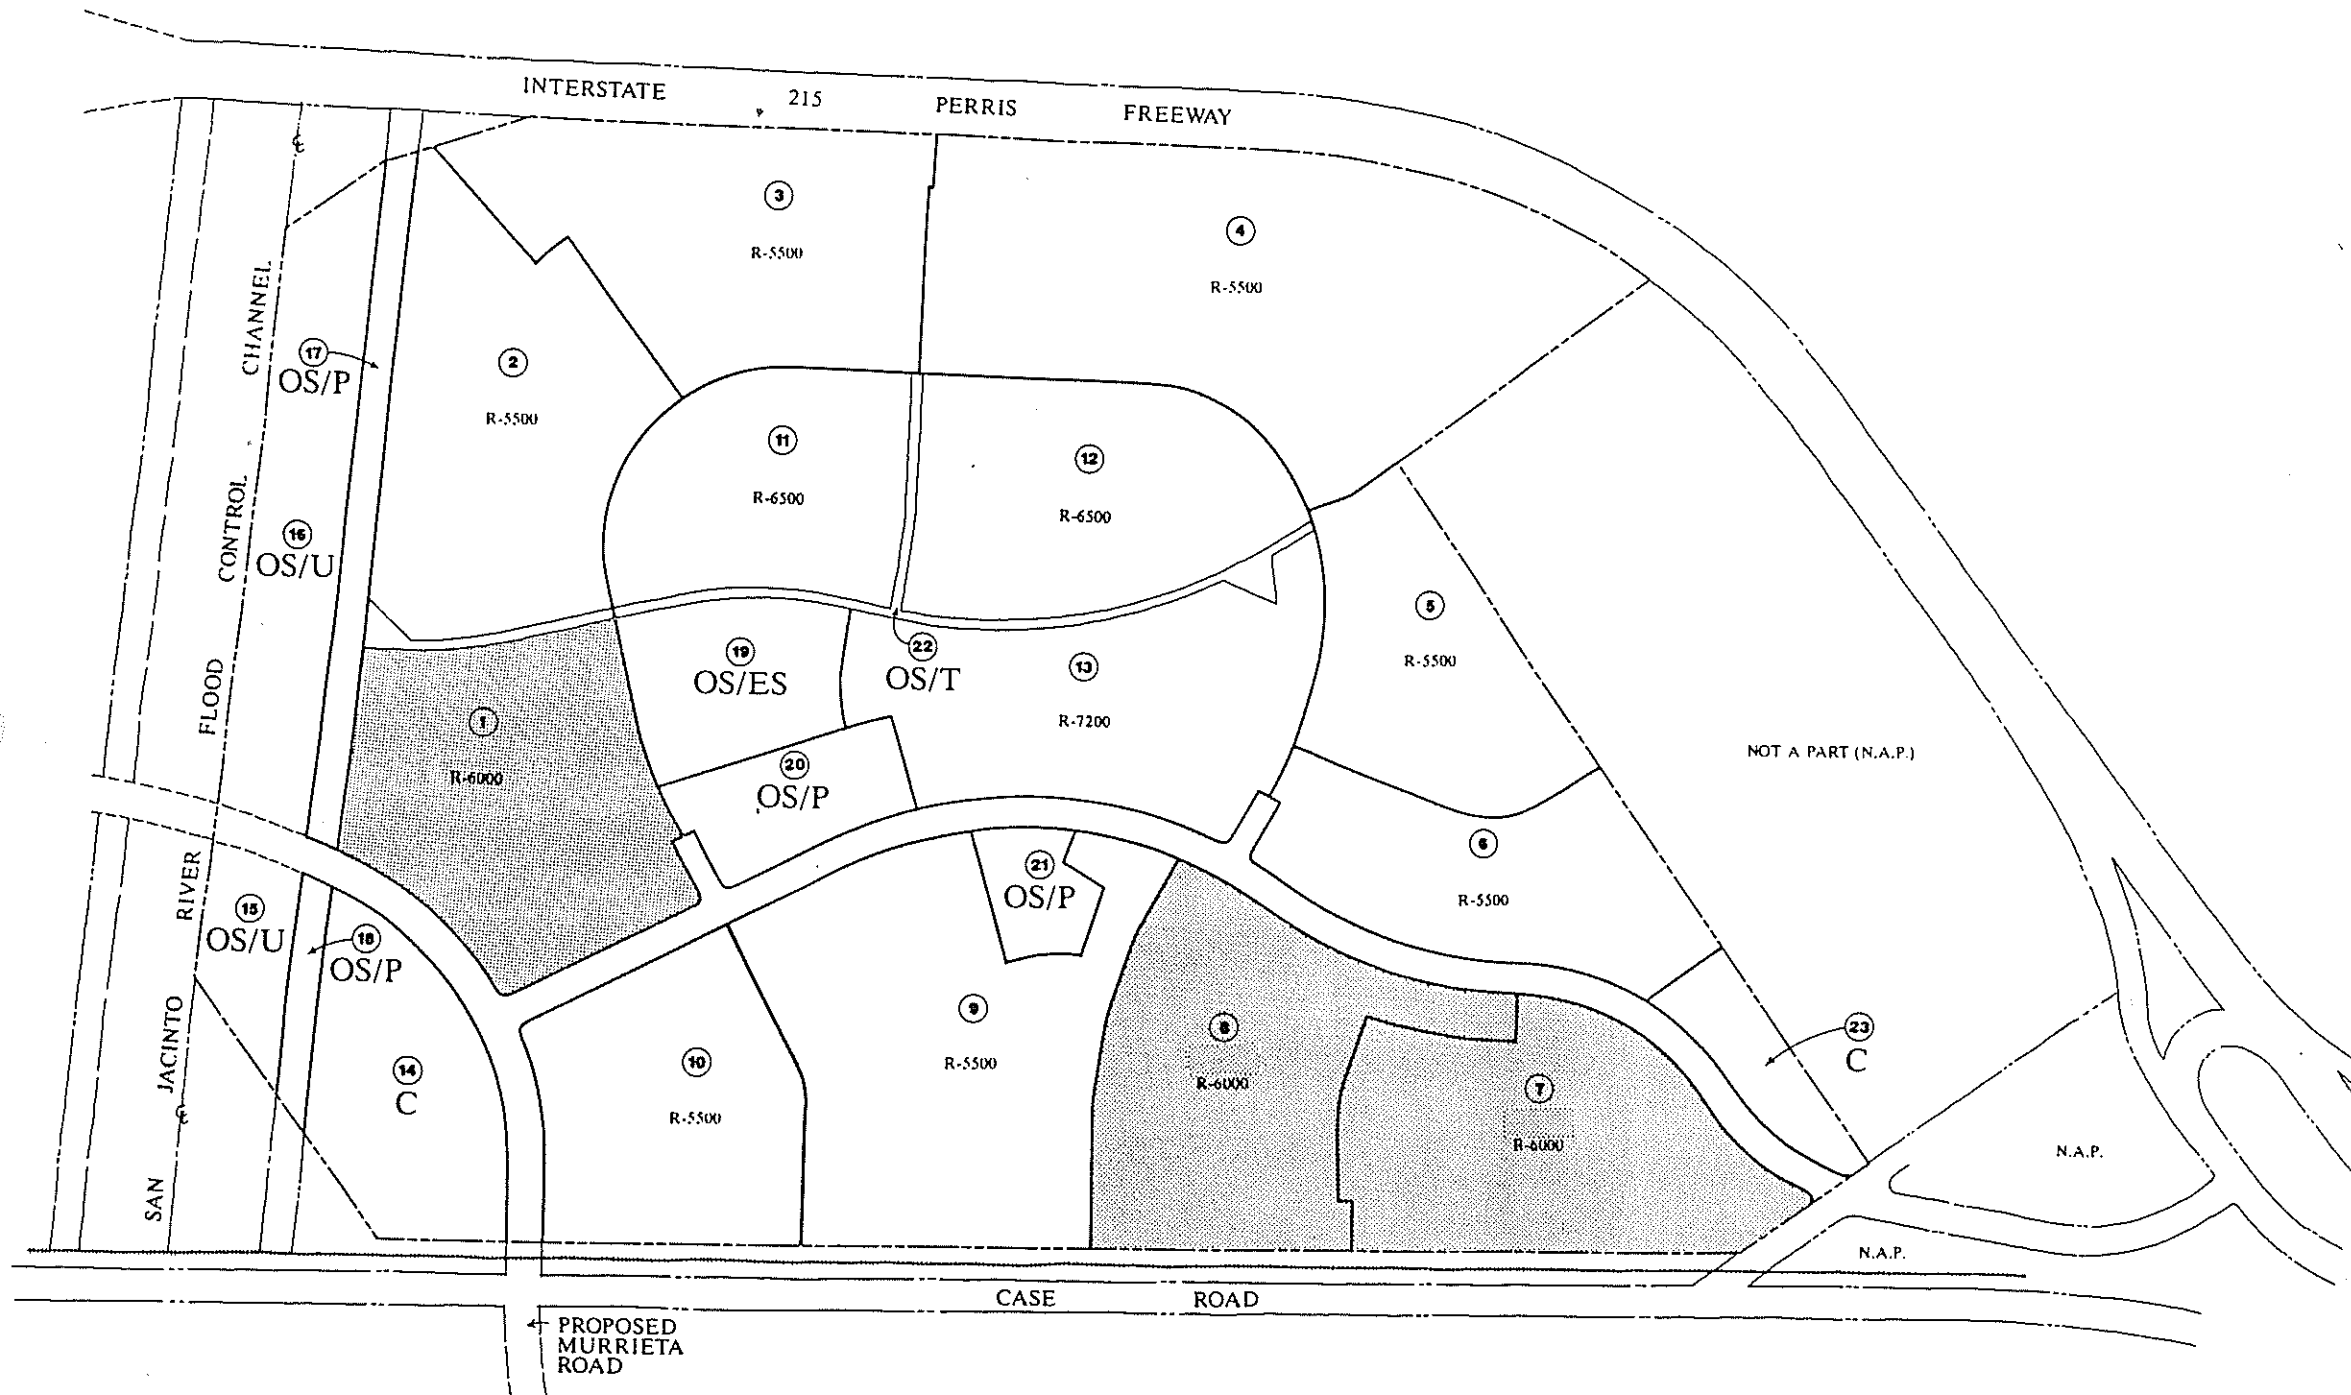 INTERSTATE 215 PERRIS FREEWAY
3
R-5500
4
R-5500
17
OS/P
2
R-5500
11
R-6500
12
R-6500
16
OS/U
5
R-5500
19
OS/ES
22
OS/T
13
R-7200
1
R-6000
20
OS/P
NOT A PART (N.A.P.)
6
R-5500
21
OS/P
15
OS/U
18
OS/P
9
R-5500
8
R-6000
23
C
10
R-5500
14
C
7
R-6000
N.A.P.
N.A.P.
SAN JACINTO RIVER FLOOD CONTROL CHANNEL
CASE ROAD
PROPOSED
MURRIETA
ROAD